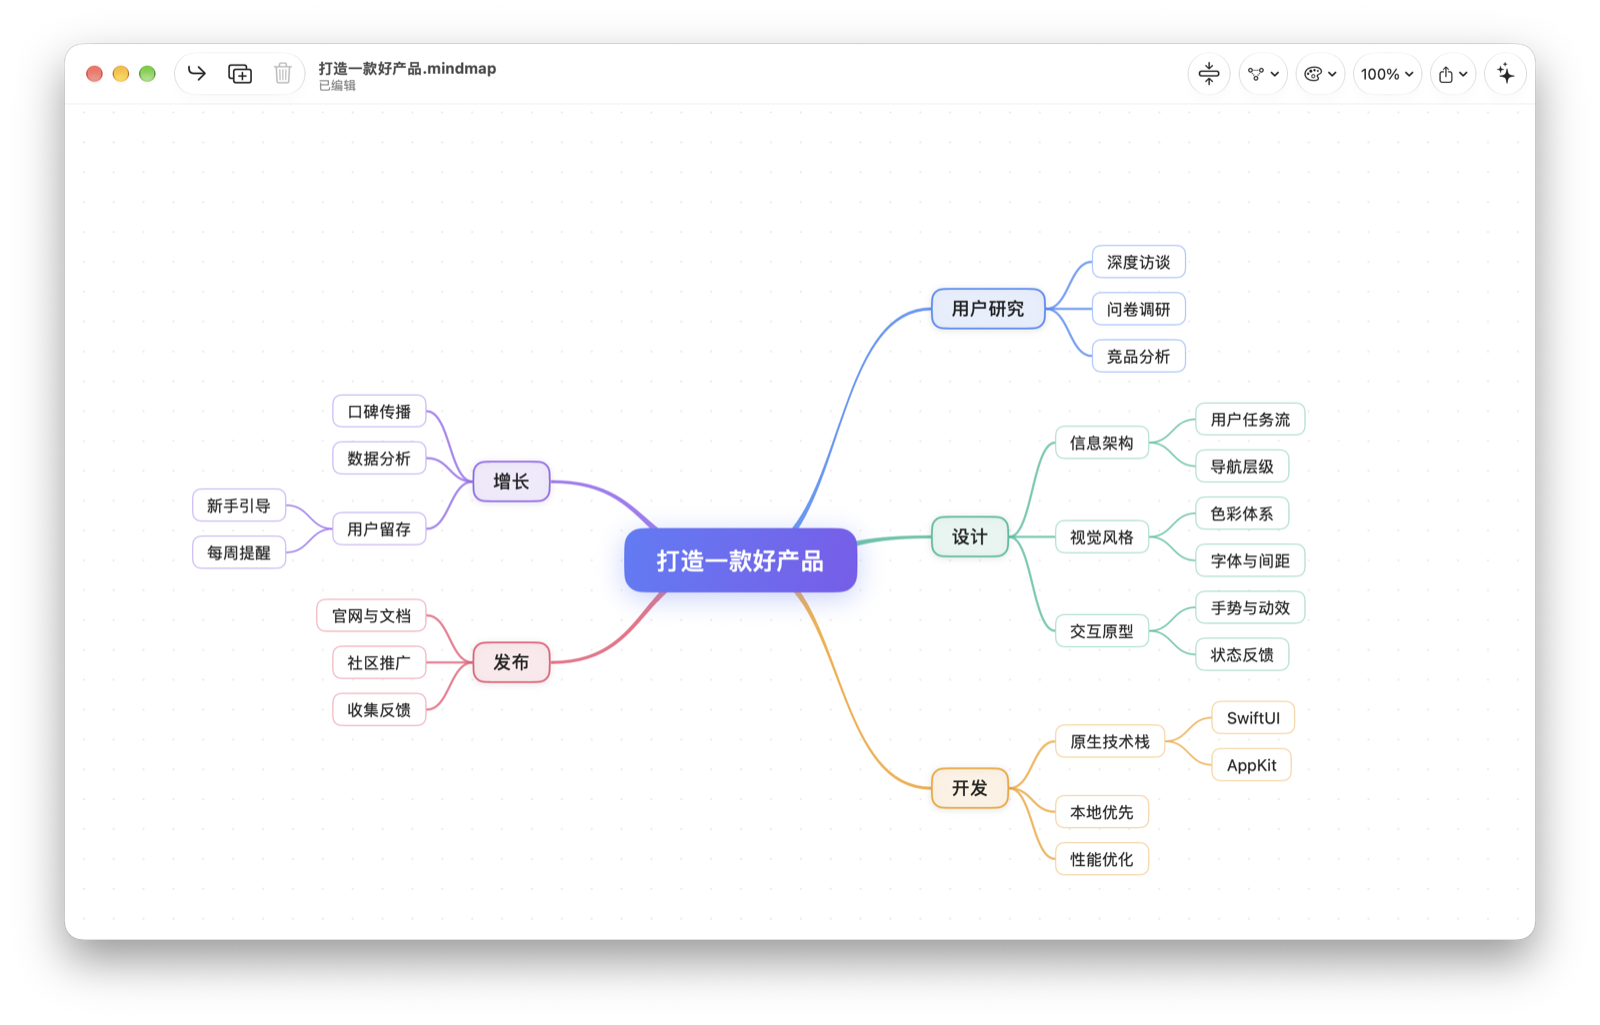 打造一款好产品.mindmap
已编辑
100%
打造一款好产品
用户研究
深度访谈
问卷调研
竞品分析
设计
信息架构
用户任务流
导航层级
视觉风格
色彩体系
字体与间距
交互原型
手势与动效
状态反馈
开发
原生技术栈
SwiftUI
AppKit
本地优先
性能优化
增长
口碑传播
数据分析
用户留存
新手引导
每周提醒
发布
官网与文档
社区推广
收集反馈